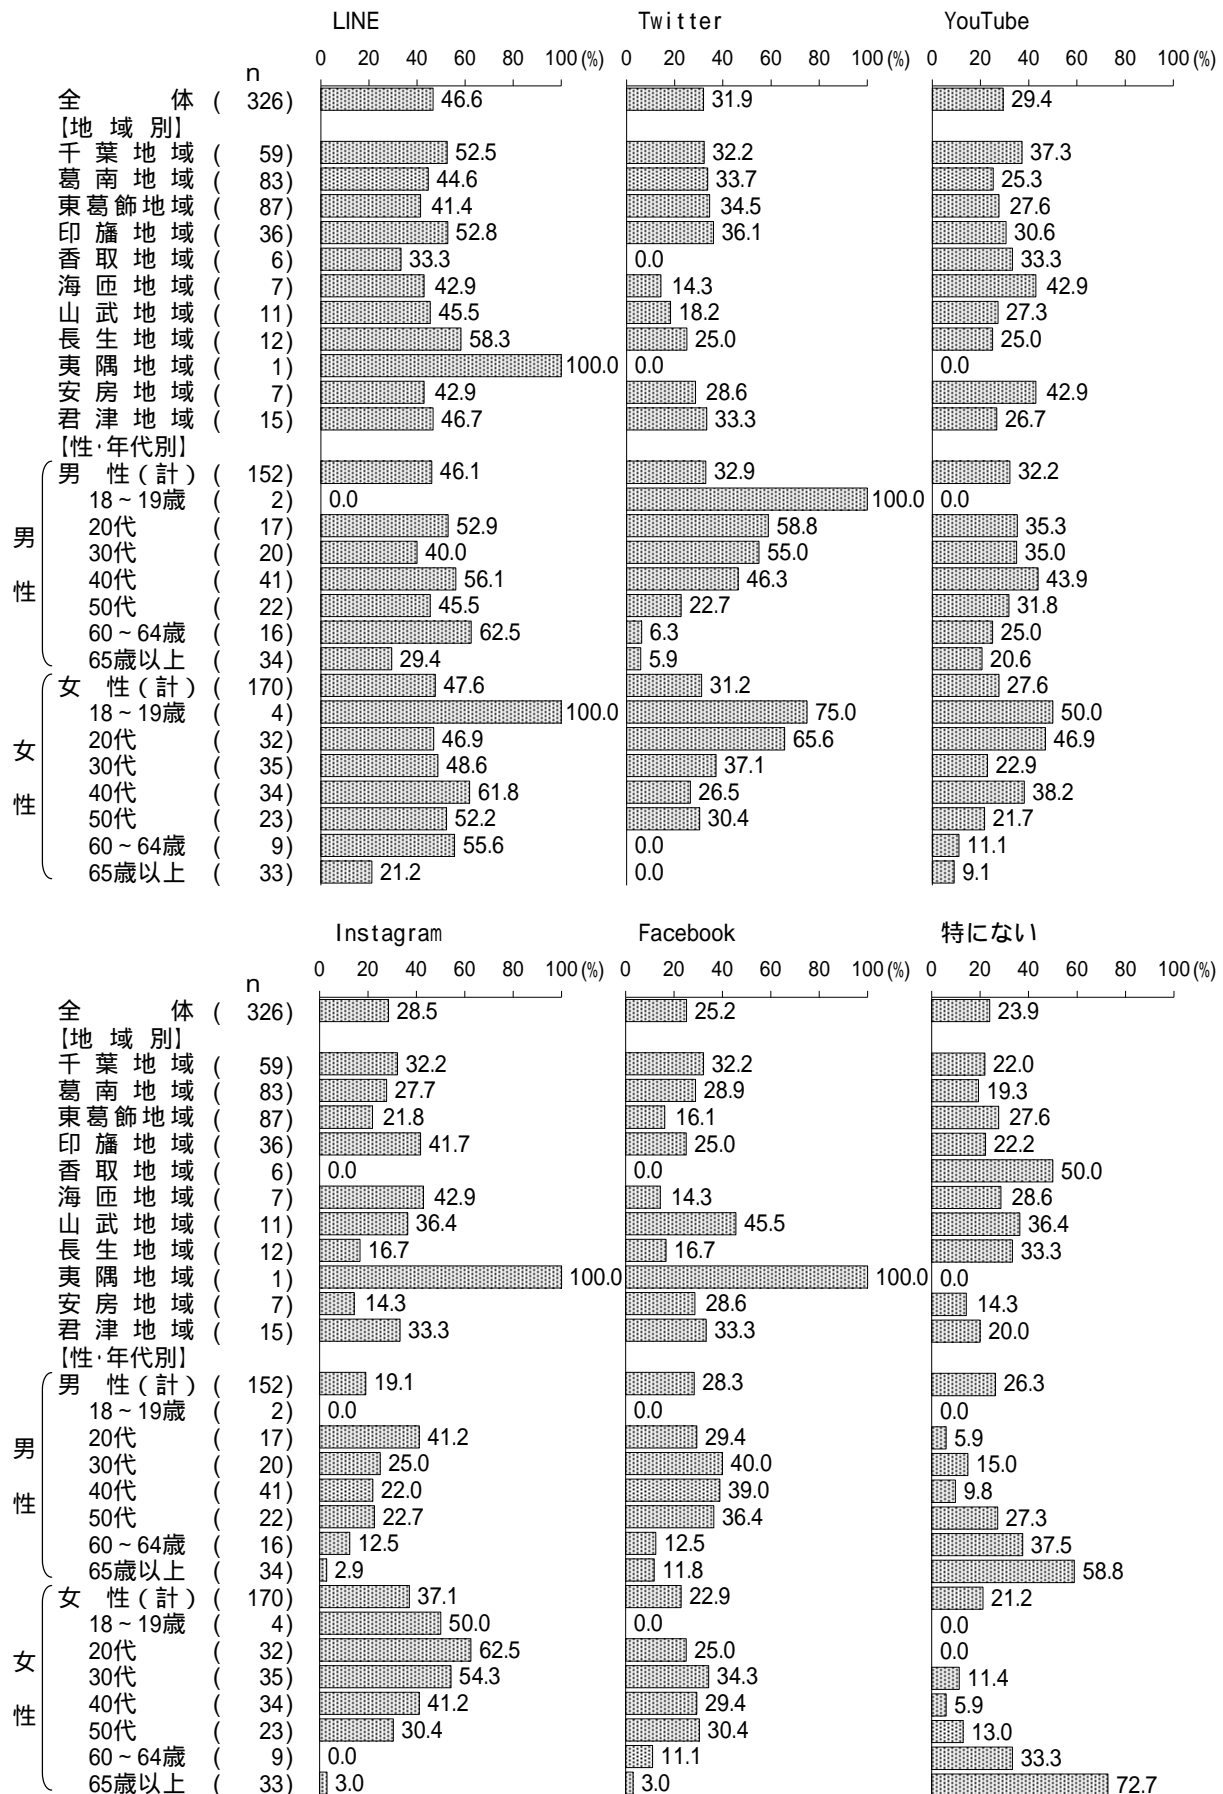 LINE Twitter YouTube
n 0 20 40 60 80 100(%) 0 20 40 60 80 100(%) 0 20 40 60 80 100(%)
全 体 ( 326) 46.6 31.9 29.4
【地 域 別】
千 葉 地 域 ( 59) 52.5 32.2 37.3
葛 南 地 域 ( 83) 44.6 33.7 25.3
東葛飾地域 ( 87) 41.4 34.5 27.6
印 旛 地 域 ( 36) 52.8 36.1 30.6
香 取 地 域 ( 6) 33.3 0.0 33.3
海 匝 地 域 ( 7) 42.9 14.3 42.9
山 武 地 域 ( 11) 45.5 18.2 27.3
長 生 地 域 ( 12) 58.3 25.0 25.0
夷 隅 地 域 ( 1) 100.0 0.0 0.0
安 房 地 域 ( 7) 42.9 28.6 42.9
君 津 地 域 ( 15) 46.7 33.3 26.7
【性・年代別】
男 性(計) ( 152) 46.1 32.9 32.2
18~19歳 ( 2) 0.0 100.0 0.0
20代 ( 17) 52.9 58.8 35.3
男
30代 ( 20) 40.0 55.0 35.0
40代 ( 41) 56.1 46.3 43.9
性
50代 ( 22) 45.5 22.7 31.8
60~64歳 ( 16) 62.5 6.3 25.0
65歳以上 ( 34) 29.4 5.9 20.6
女 性(計) ( 170) 47.6 31.2 27.6
18~19歳 ( 4) 100.0 75.0 50.0
20代 ( 32) 46.9 65.6 46.9
女
30代 ( 35) 48.6 37.1 22.9
40代 ( 34) 61.8 26.5 38.2
性
50代 ( 23) 52.2 30.4 21.7
60~64歳 ( 9) 55.6 0.0 11.1
65歳以上 ( 33) 21.2 0.0 9.1
Instagram Facebook 特にない
n 0 20 40 60 80 100(%) 0 20 40 60 80 100(%) 0 20 40 60 80 100(%)
全 体 ( 326) 28.5 25.2 23.9
【地 域 別】
千 葉 地 域 ( 59) 32.2 32.2 22.0
葛 南 地 域 ( 83) 27.7 28.9 19.3
東葛飾地域 ( 87) 21.8 16.1 27.6
印 旛 地 域 ( 36) 41.7 25.0 22.2
香 取 地 域 ( 6) 0.0 0.0 50.0
海 匝 地 域 ( 7) 42.9 14.3 28.6
山 武 地 域 ( 11) 36.4 45.5 36.4
長 生 地 域 ( 12) 16.7 16.7 33.3
夷 隅 地 域 ( 1) 100.0 100.0 0.0
安 房 地 域 ( 7) 14.3 28.6 14.3
君 津 地 域 ( 15) 33.3 33.3 20.0
【性・年代別】
男 性(計) ( 152) 19.1 28.3 26.3
18~19歳 ( 2) 0.0 0.0 0.0
20代 ( 17) 41.2 29.4 5.9
男
30代 ( 20) 25.0 40.0 15.0
40代 ( 41) 22.0 39.0 9.8
性
50代 ( 22) 22.7 36.4 27.3
60~64歳 ( 16) 12.5 12.5 37.5
65歳以上 ( 34) 2.9 11.8 58.8
女 性(計) ( 170) 37.1 22.9 21.2
18~19歳 ( 4) 50.0 0.0 0.0
20代 ( 32) 62.5 25.0 0.0
女
30代 ( 35) 54.3 34.3 11.4
40代 ( 34) 41.2 29.4 5.9
性
50代 ( 23) 30.4 30.4 13.0
60~64歳 ( 9) 0.0 11.1 33.3
65歳以上 ( 33) 3.0 3.0 72.7